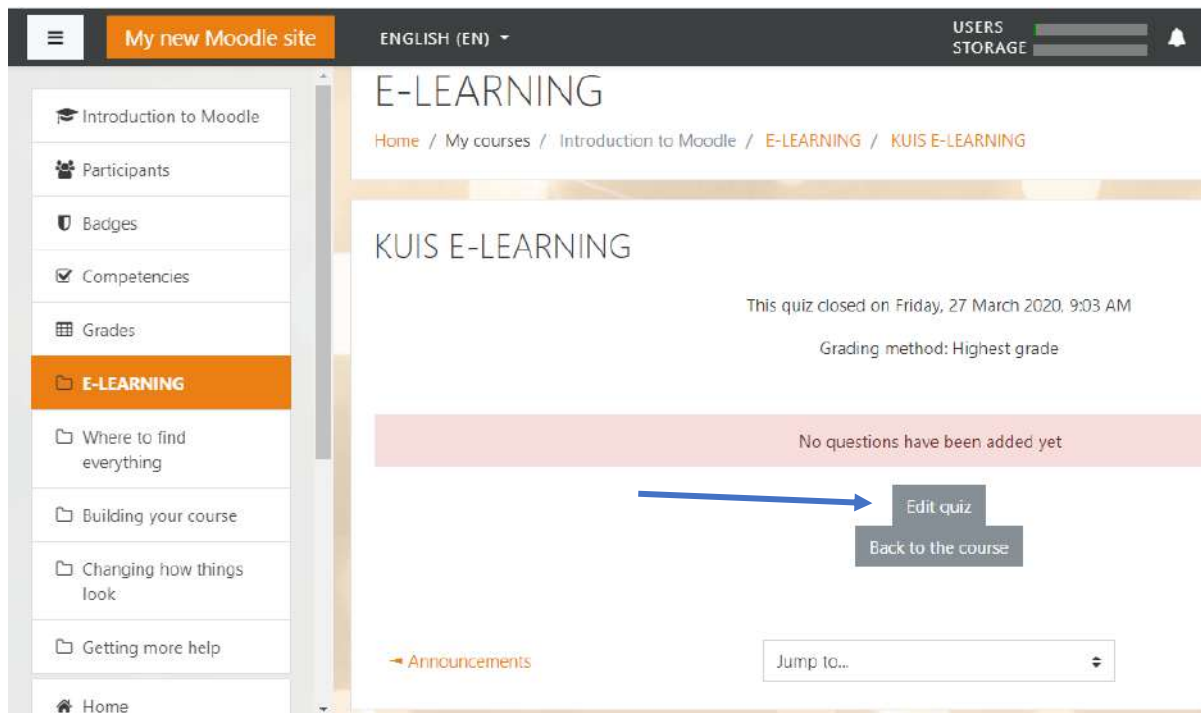 My new Moodle site
ENGLISH (EN)
USERS
STORAGE
Introduction to Moodle
Participants
Badges
Competencies
Grades
E-LEARNING
Where to find
everything
Building your course
Changing how things
look
Getting more help
Home
E-LEARNING
Home / My courses / Introduction to Moodle / E-LEARNING / KUIS E-LEARNING
KUIS E-LEARNING
This quiz closed on Friday, 27 March 2020, 9:03 AM
Grading method: Highest grade
No questions have been added yet
Edit quiz
Back to the course
Announcements
Jump to...